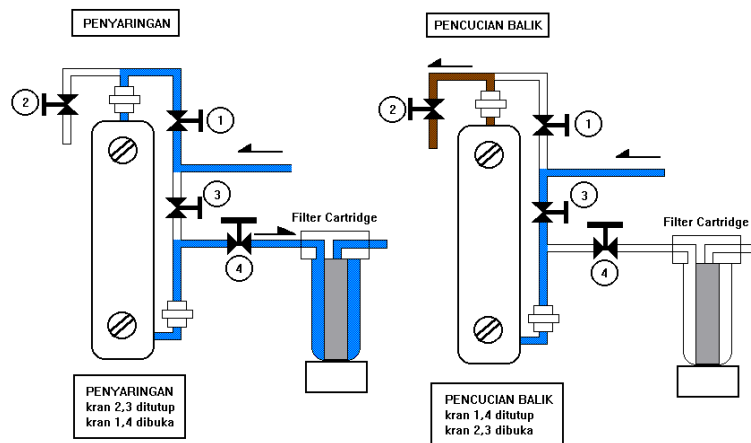 PENYARINGAN
2
1
3
Filter Cartridge
4
PENYARINGAN
kran 2,3 ditutup
kran 1,4 dibuka
PENCUCIAN BALIK
2
1
3
Filter Cartridge
4
PENCUCIAN BALIK
kran 1,4 ditutup
kran 2,3 dibuka